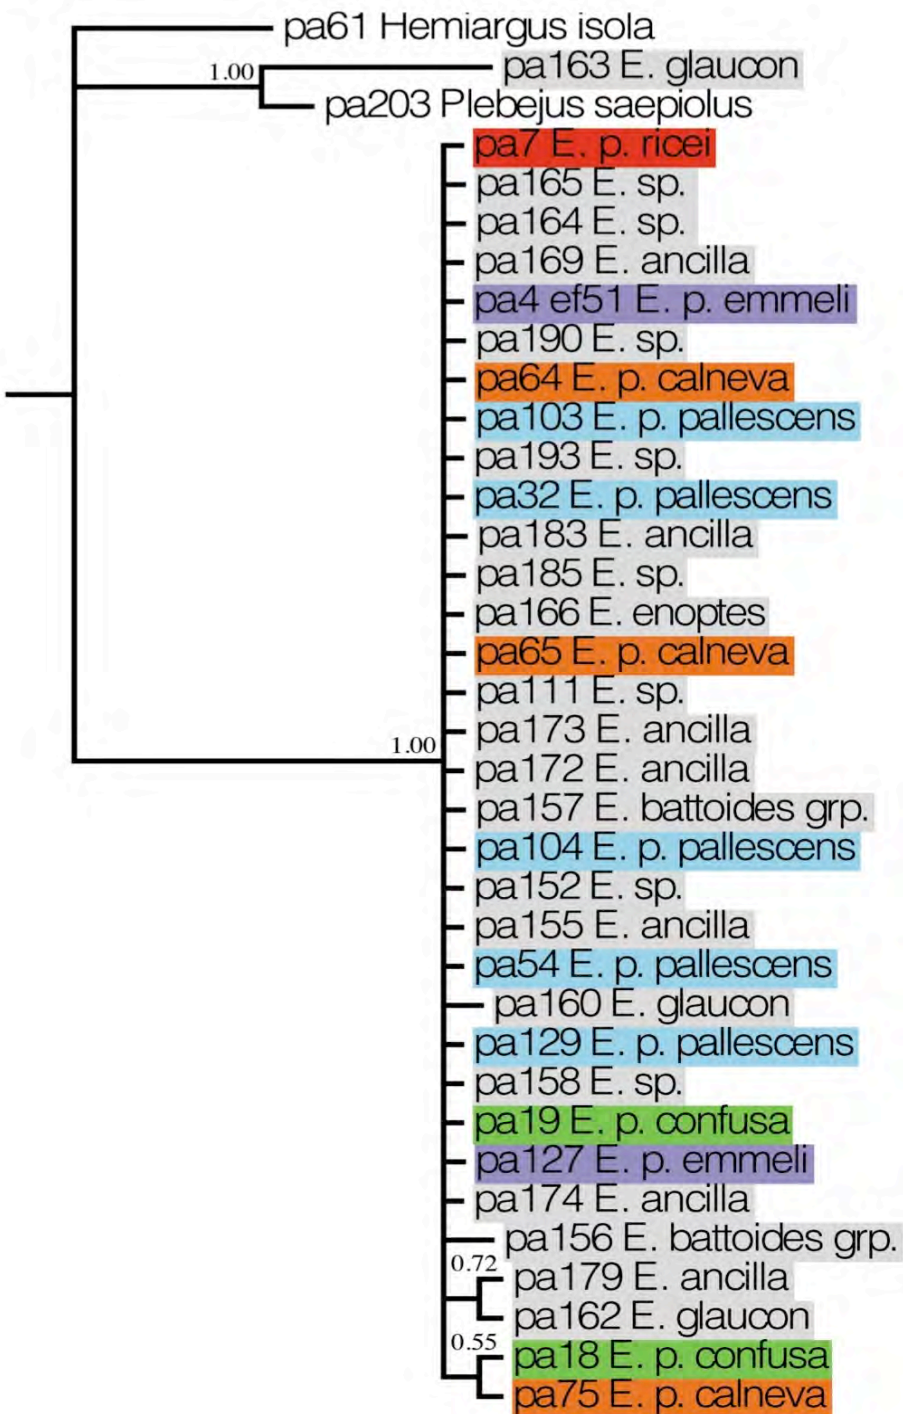 pa61 Hemiargus isola
1.00
pa163 E. glaucon
pa203 Plebejus saepiolus
pa7 E. p. ricei
pa165 E. sp.
pa164 E. sp.
pa169 E. ancilla
pa4 ef51 E. p. emmeli
pa190 E. sp.
pa64 E. p. calneva
pa103 E. p. pallescens
pa193 E. sp.
pa32 E. p. pallescens
pa183 E. ancilla
pa185 E. sp.
pa166 E. enoptes
pa65 E. p. calneva
pa111 E. sp.
pa173 E. ancilla
1.00
pa172 E. ancilla
pa157 E. battoides grp.
pa104 E. p. pallescens
pa152 E. sp.
pa155 E. ancilla
pa54 E. p. pallescens
pa160 E. glaucon
pa129 E. p. pallescens
pa158 E. sp.
pa19 E. p. confusa
pa127 E. p. emmeli
pa174 E. ancilla
pa156 E. battoides grp.
0.72
pa179 E. ancilla
pa162 E. glaucon
0.55
pa18 E. p. confusa
pa75 E. p. calneva